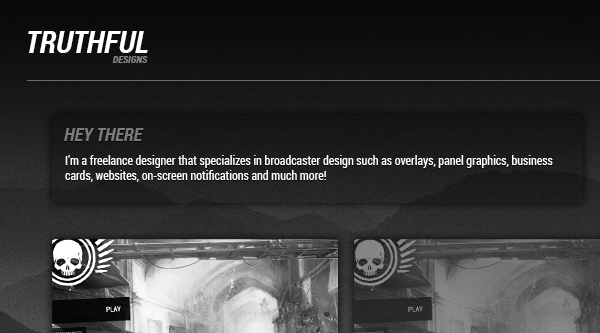 TRUTHFUL
DESIGNS
HEY THERE
I'm a freelance designer that specializes in broadcaster design such as overlays, panel graphics, business
cards, websites, on-screen notifications and much more!
PLAY
PLAY